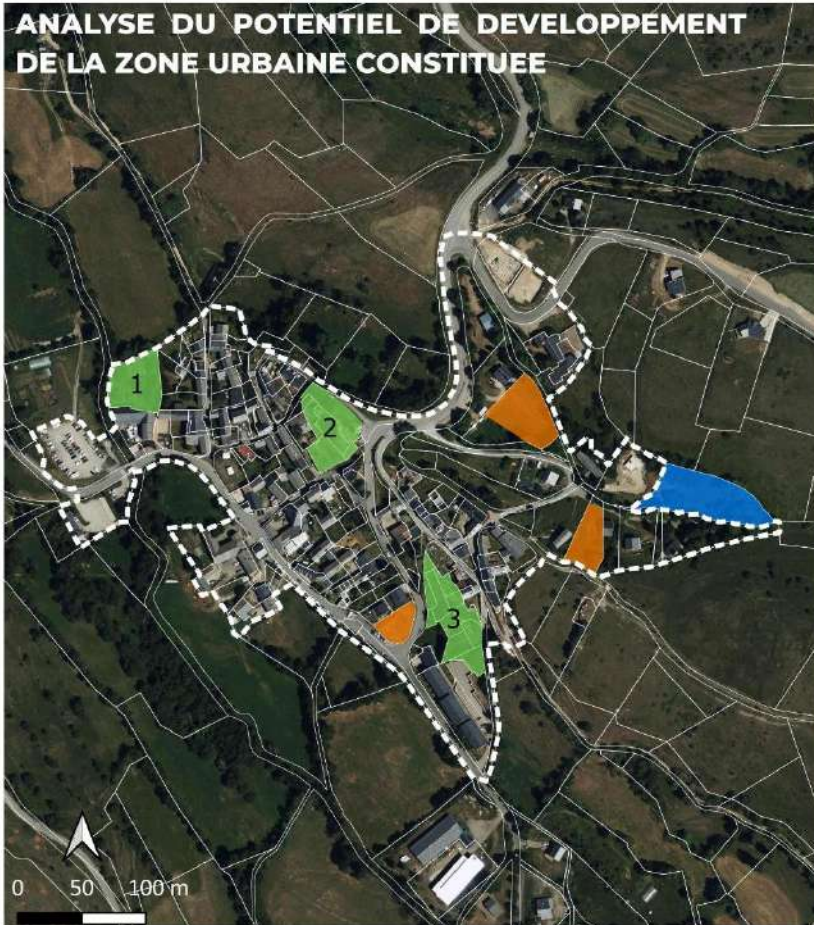 ANALYSE DU POTENTIEL DE DEVELOPPEMENT
DE LA ZONE URBAINE CONSTITUEE
1
2
3
0 50 100 m